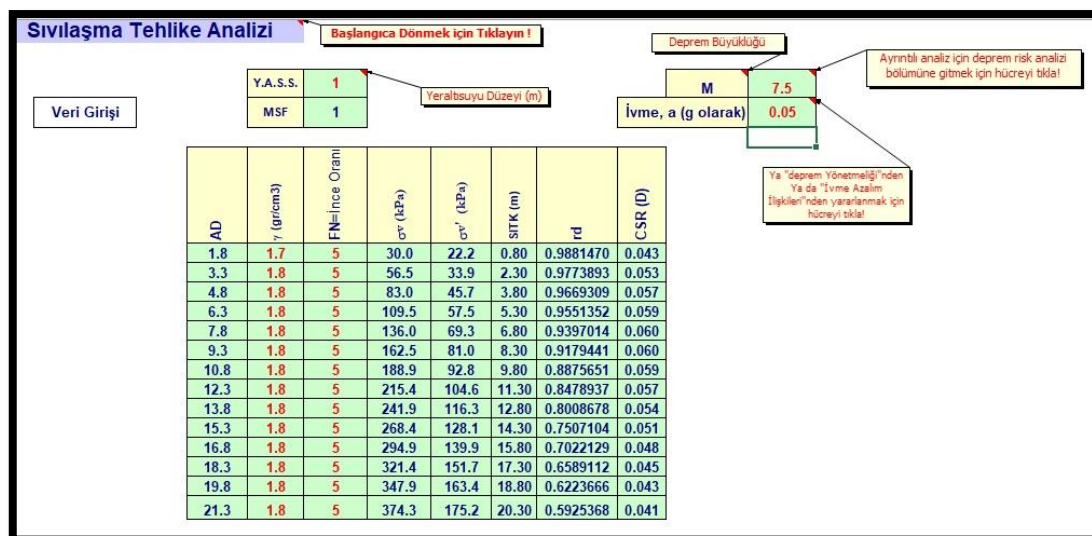 Sıvılaşma Tehlike Analizi
Başlangıca Dönmek için Tıklayın !
Deprem Büyüklüğü
Ayrıntılı analiz için deprem risk analizi
bölümüne gitmek için hücreyi tıkla!
Y.A.S.S. 1
Yeraltısuyu Düzeyi (m)
M 7.5
Veri Girişi
MSF 1
İvme, a (g olarak) 0.05
Ya "deprem Yönetmeliği"nden
Ya da "İvme Azalım
İlişkileri"nden yararlanmak için
hücreyi tıkla!
AD γ (gr/cm3) FN=İnce Oranı σv (kPa) σv' (kPa) SITK (m) rd CSR (D)
1.8 1.7 5 30.0 22.2 0.80 0.9881470 0.043
3.3 1.8 5 56.5 33.9 2.30 0.9773893 0.053
4.8 1.8 5 83.0 45.7 3.80 0.9669309 0.057
6.3 1.8 5 109.5 57.5 5.30 0.9551352 0.059
7.8 1.8 5 136.0 69.3 6.80 0.9397014 0.060
9.3 1.8 5 162.5 81.0 8.30 0.9179441 0.060
10.8 1.8 5 188.9 92.8 9.80 0.8875651 0.059
12.3 1.8 5 215.4 104.6 11.30 0.8478937 0.057
13.8 1.8 5 241.9 116.3 12.80 0.8008678 0.054
15.3 1.8 5 268.4 128.1 14.30 0.7507104 0.051
16.8 1.8 5 294.9 139.9 15.80 0.7022129 0.048
18.3 1.8 5 321.4 151.7 17.30 0.6589112 0.045
19.8 1.8 5 347.9 163.4 18.80 0.6223666 0.043
21.3 1.8 5 374.3 175.2 20.30 0.5925368 0.041